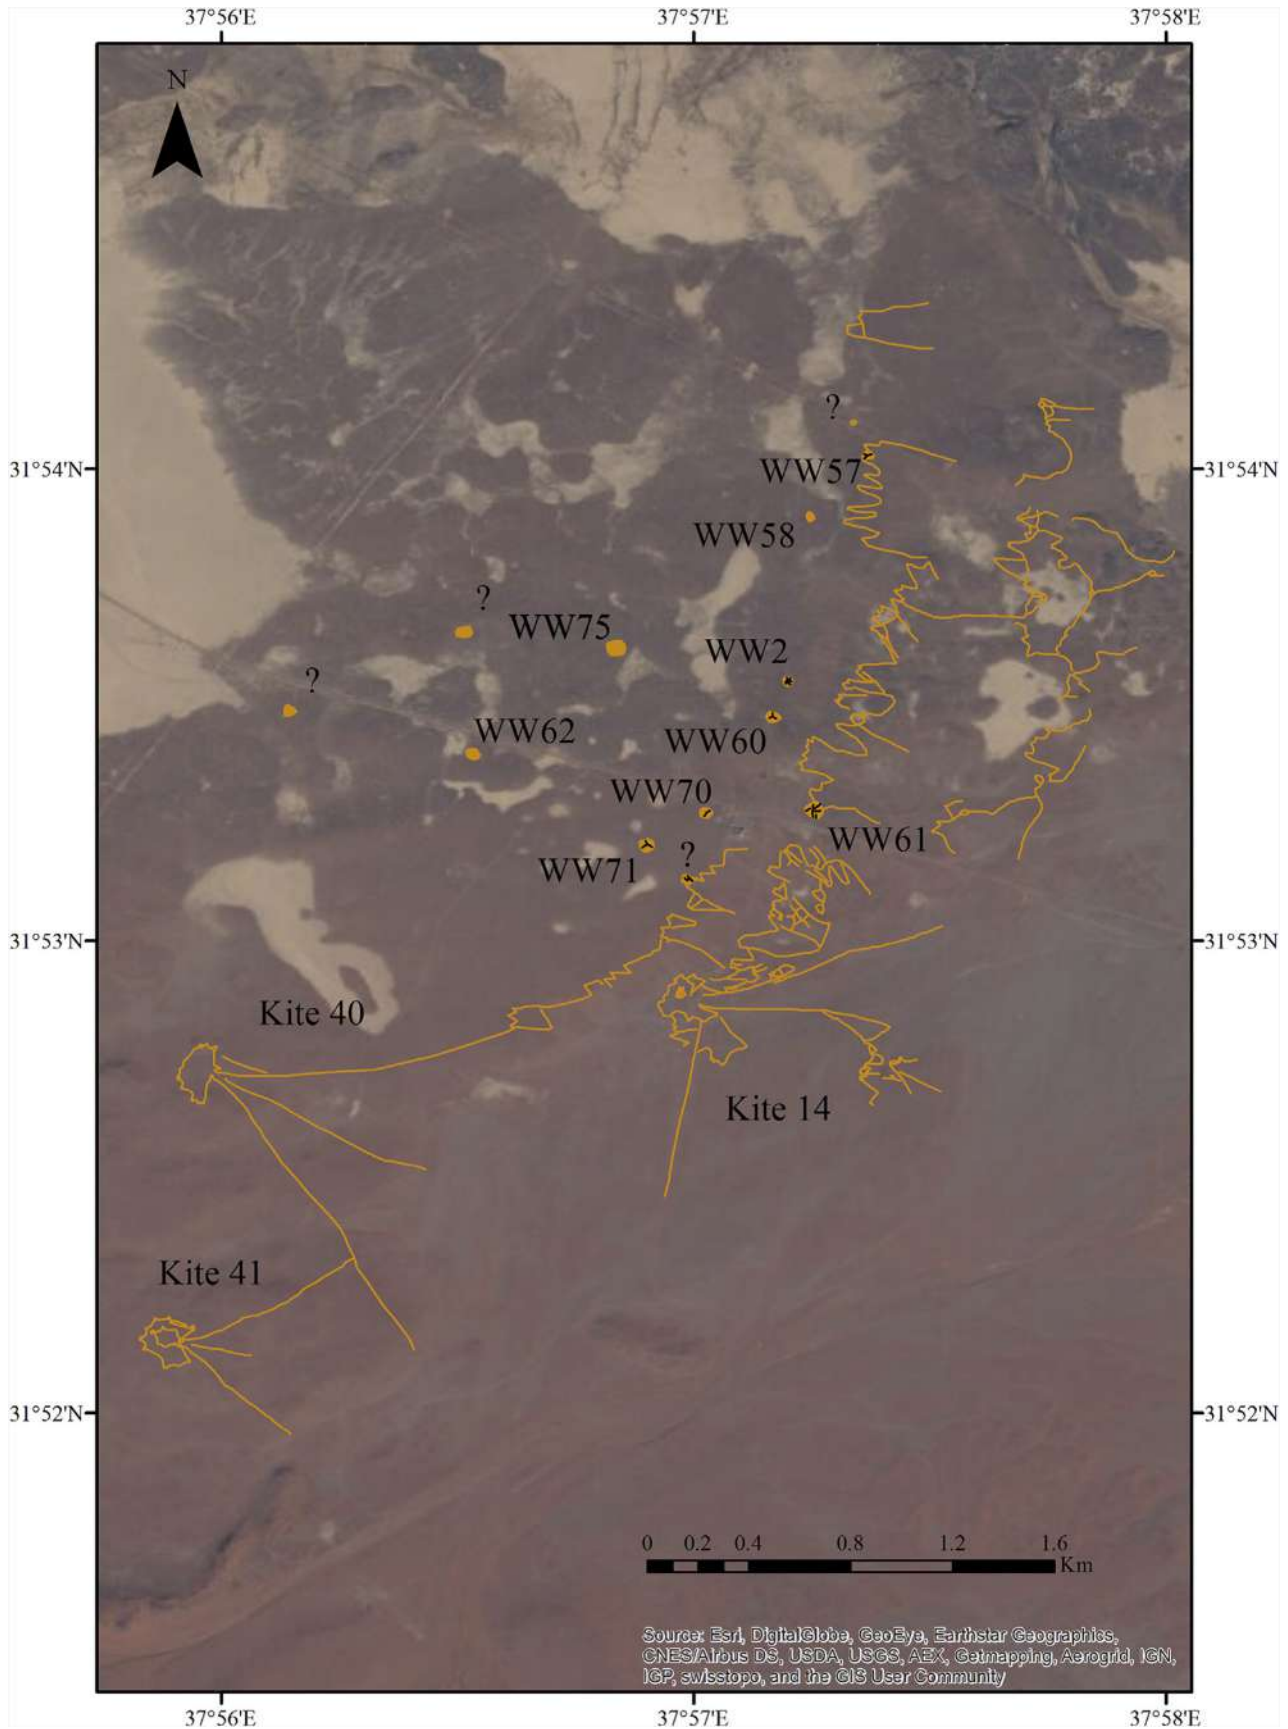 37°56'E 37°57'E 37°58'E
N
?
31°54'N 31°54'N
WW57
WW58
?
WW75
WW2
?
WW62
WW60
WW70
WW61
?
WW71
31°53'N 31°53'N
Kite 40
Kite 14
Kite 41
31°52'N 31°52'N
0 0.2 0.4 0.8 1.2 1.6
Km
Source: Esri, DigitalGlobe, GeoEye, Earthstar Geographics,
CNES/Airbus DS, USDA, USGS, AEX, Getmapping, Aerogrid, IGN,
IGP, swisstopo, and the GIS User Community
37°56'E 37°57'E 37°58'E